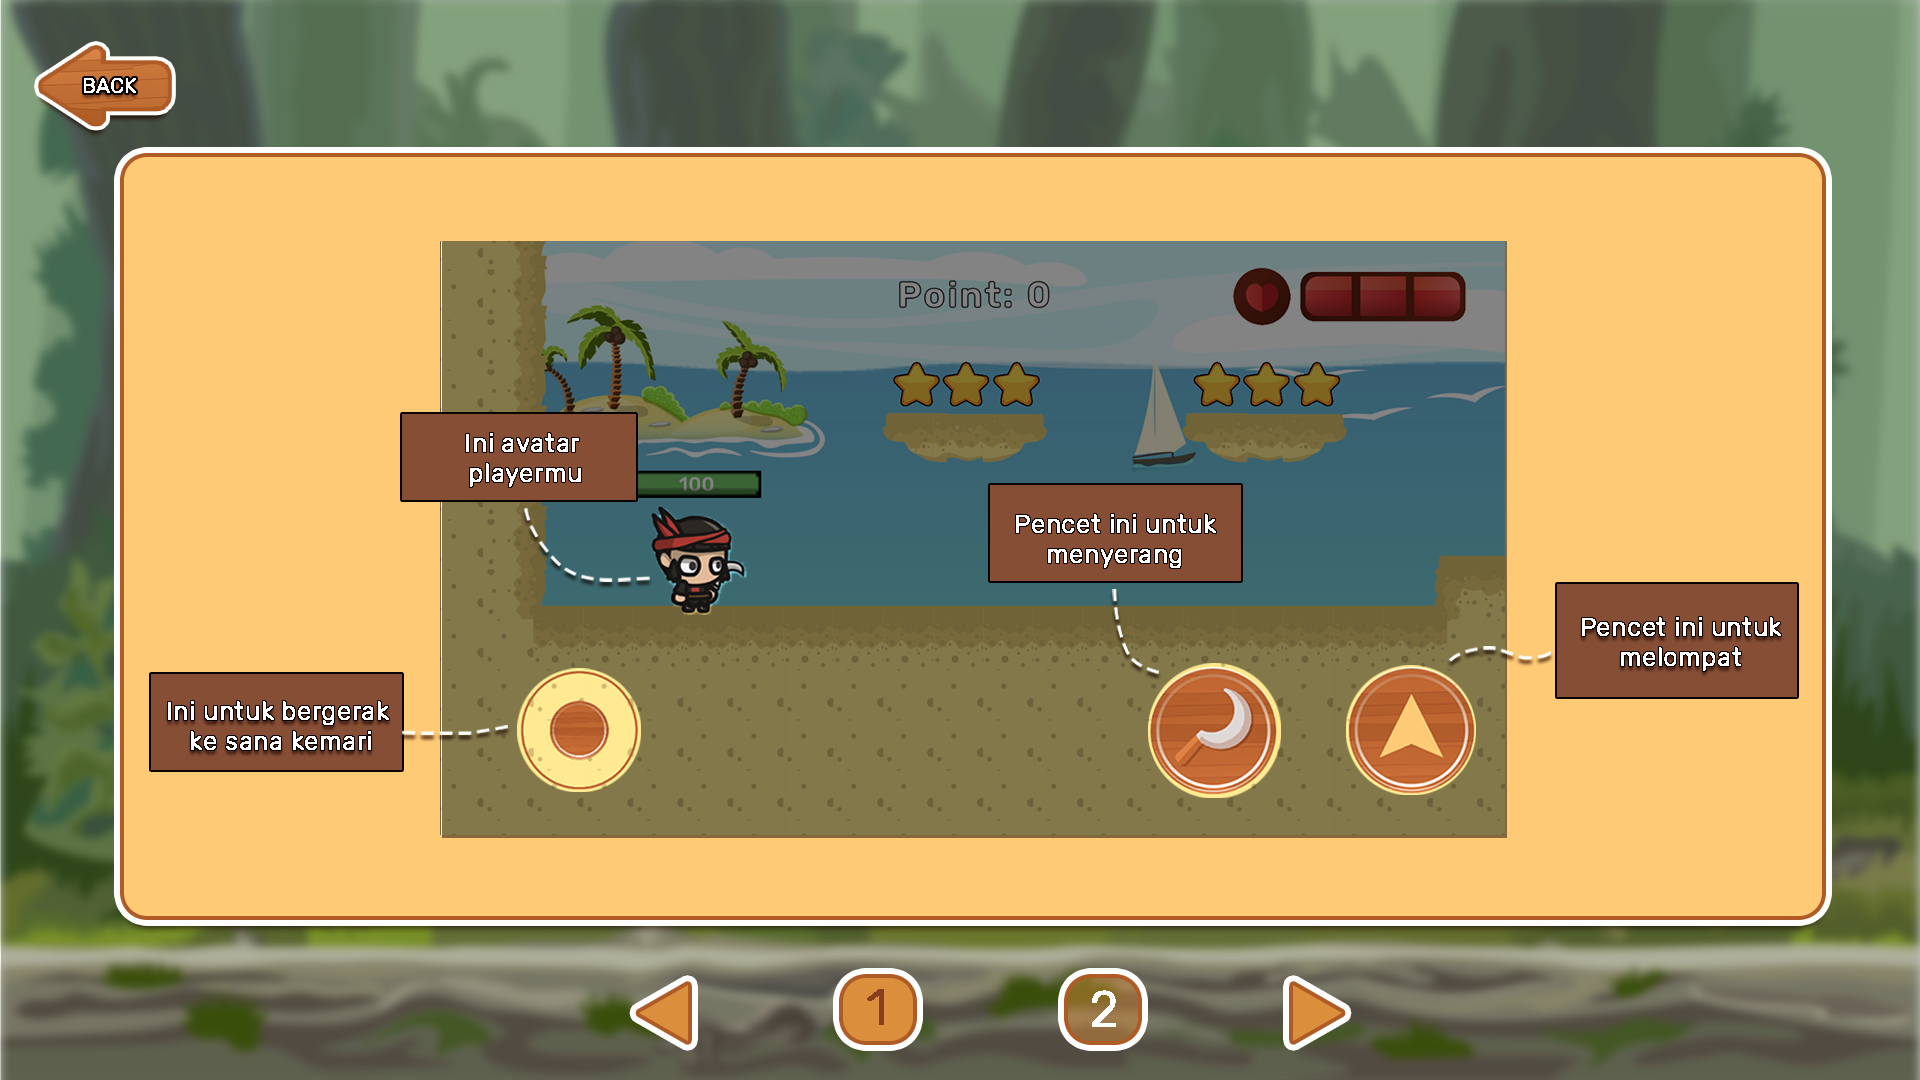 BACK
Point: 0
Ini avatar
playermu
100
Pencet ini untuk
menyerang
Pencet ini untuk
melompat
Ini untuk bergerak
ke sana kemari
1
2